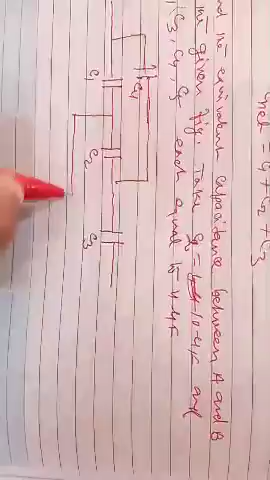 net = C1 + C2 + C3
nd the equivalent capacitance between A and B
the given fig. Take C2 = 10 μF and
C3, C4, C5 each equal to 4 μF
C4
C1 C2 C3